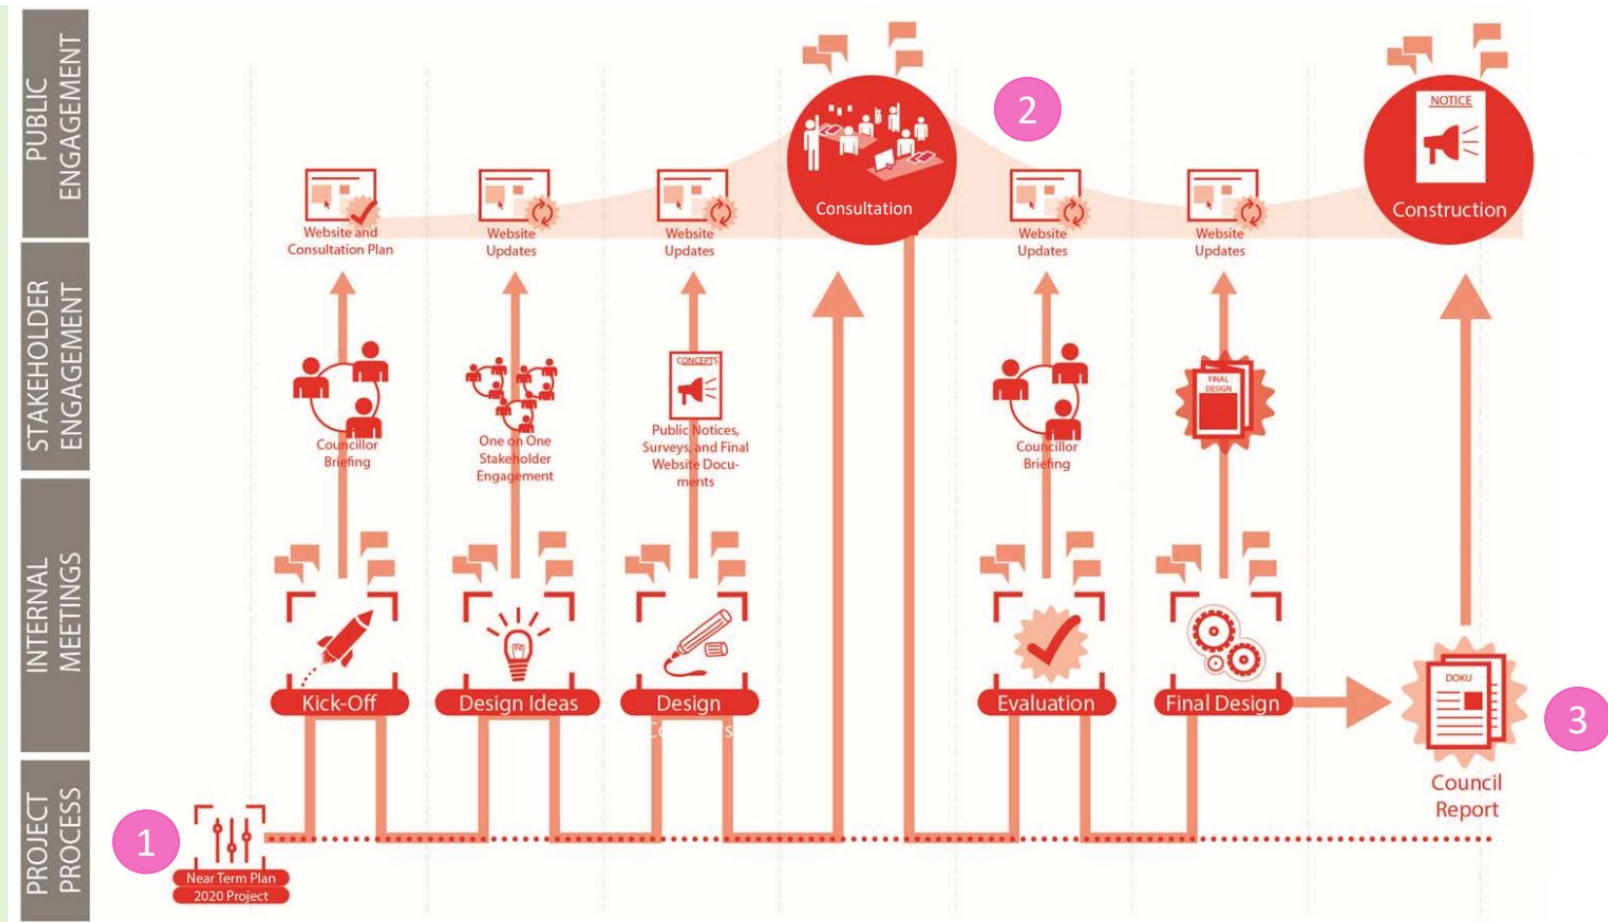 PUBLIC
ENGAGEMENT
STAKEHOLDER
ENGAGEMENT
INTERNAL
MEETINGS
PROJECT
PROCESS
Website and
Consultation Plan
Website
Updates
Website
Updates
Consultation
2
Website
Updates
Website
Updates
NOTICE
Construction
Councillor
Briefing
One on One
Stakeholder
Engagement
CONCEPTS
Public Notices,
Surveys, and Final
Website Docu-
ments
Councillor
Briefing
FINAL
DESIGN
Kick-Off
Design Ideas
Design
Evaluation
Final Design
DOKU
Council
Report
3
1
Near Term Plan
2020 Project